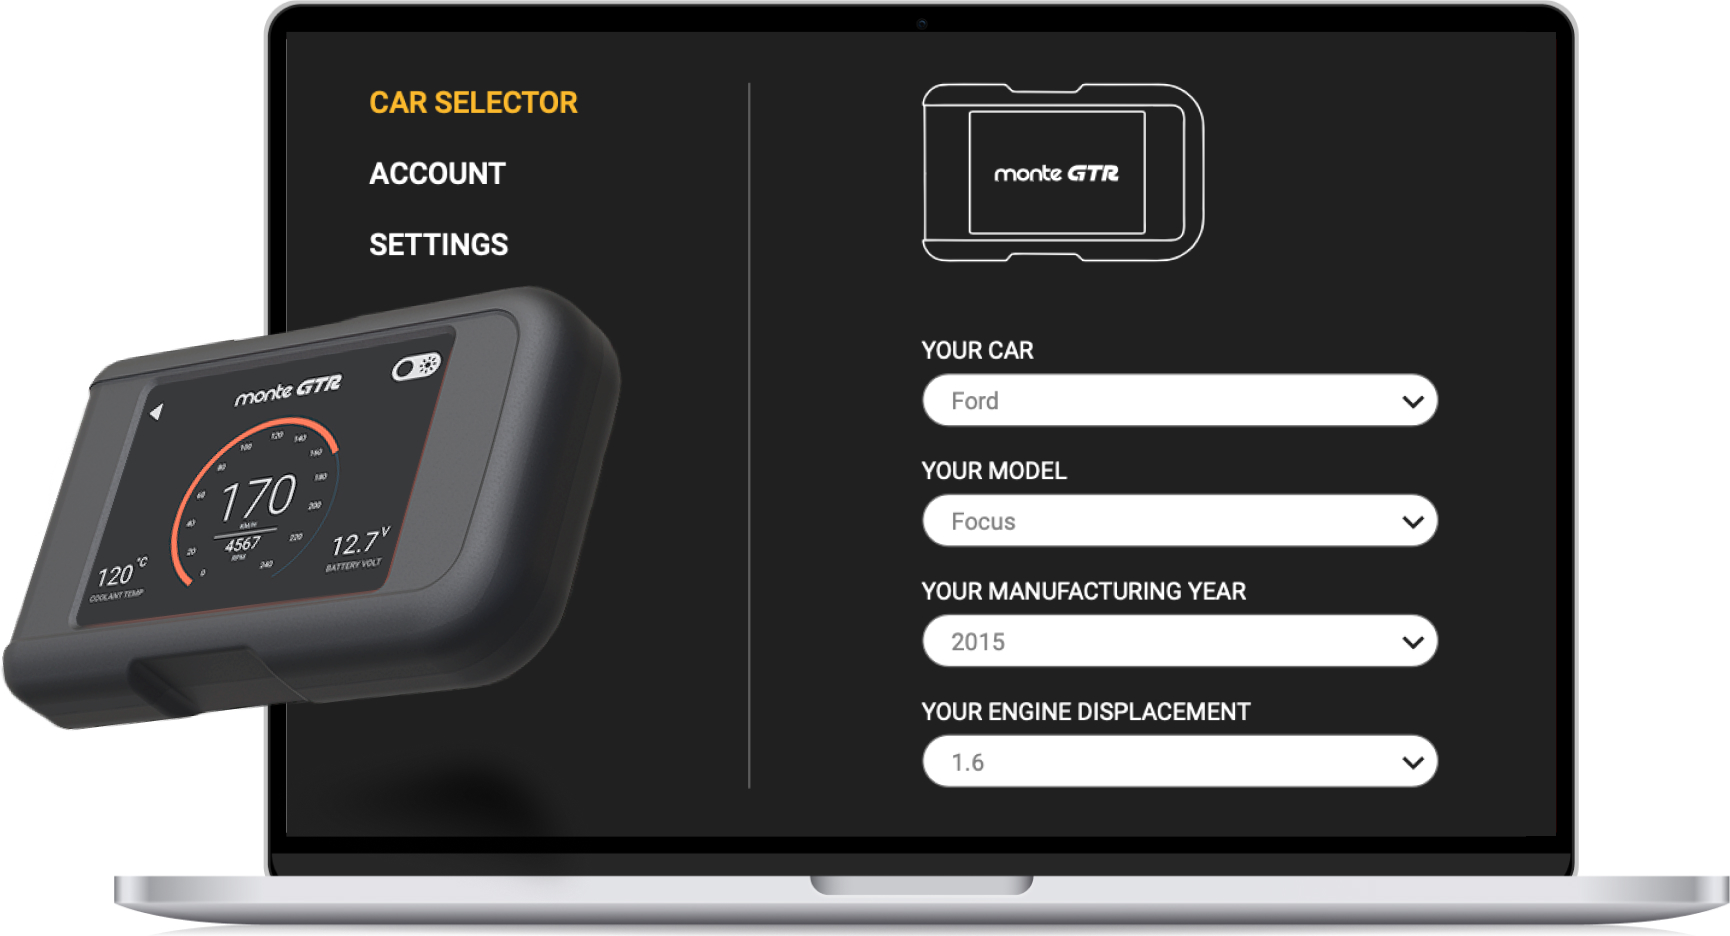 CAR SELECTOR
ACCOUNT
SETTINGS
monte GTR
YOUR CAR
Ford
YOUR MODEL
Focus
YOUR MANUFACTURING YEAR
2015
YOUR ENGINE DISPLACEMENT
1.6
monte GTR
0
20
40
60
80
100
120
140
160
180
200
220
240
170
KM/H
4567
RPM
120 °C
COOLANT TEMP
12.7 V
BATTERY VOLT